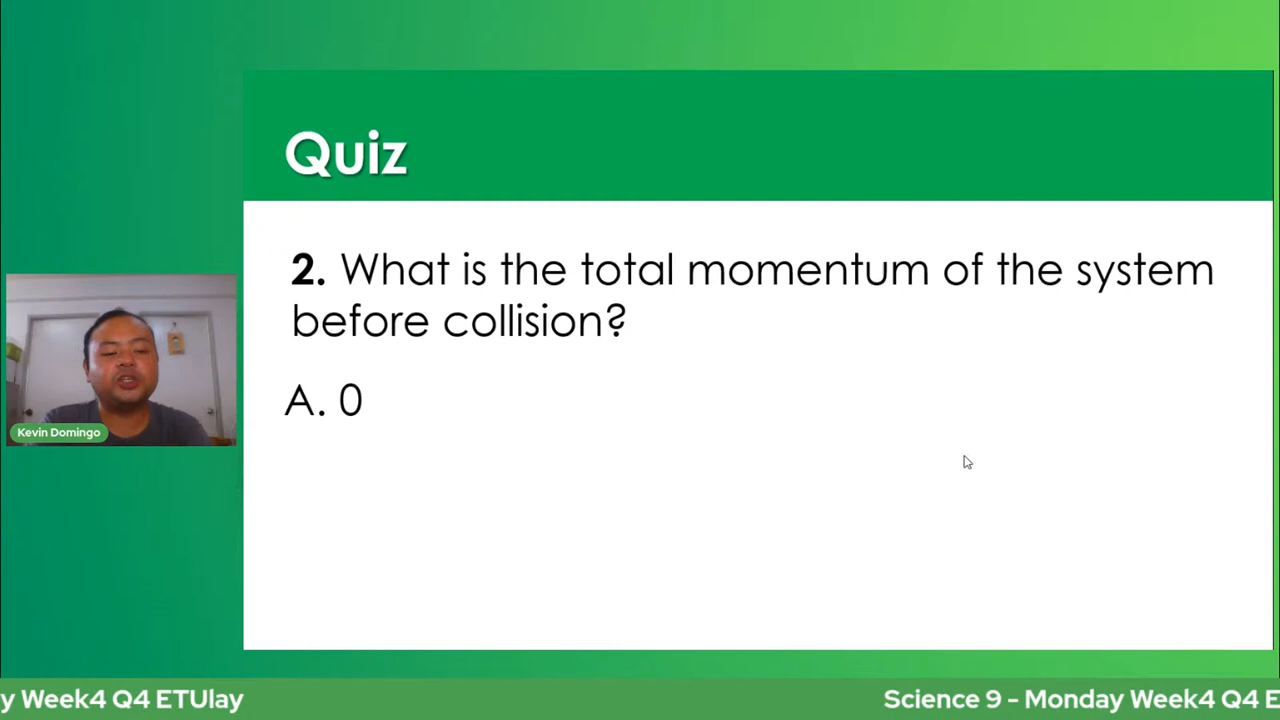 Quiz
2. What is the total momentum of the system
before collision?
A. 0
Kevin Domingo
y Week4 Q4 ETUlay
Science 9 - Monday Week4 Q4 E